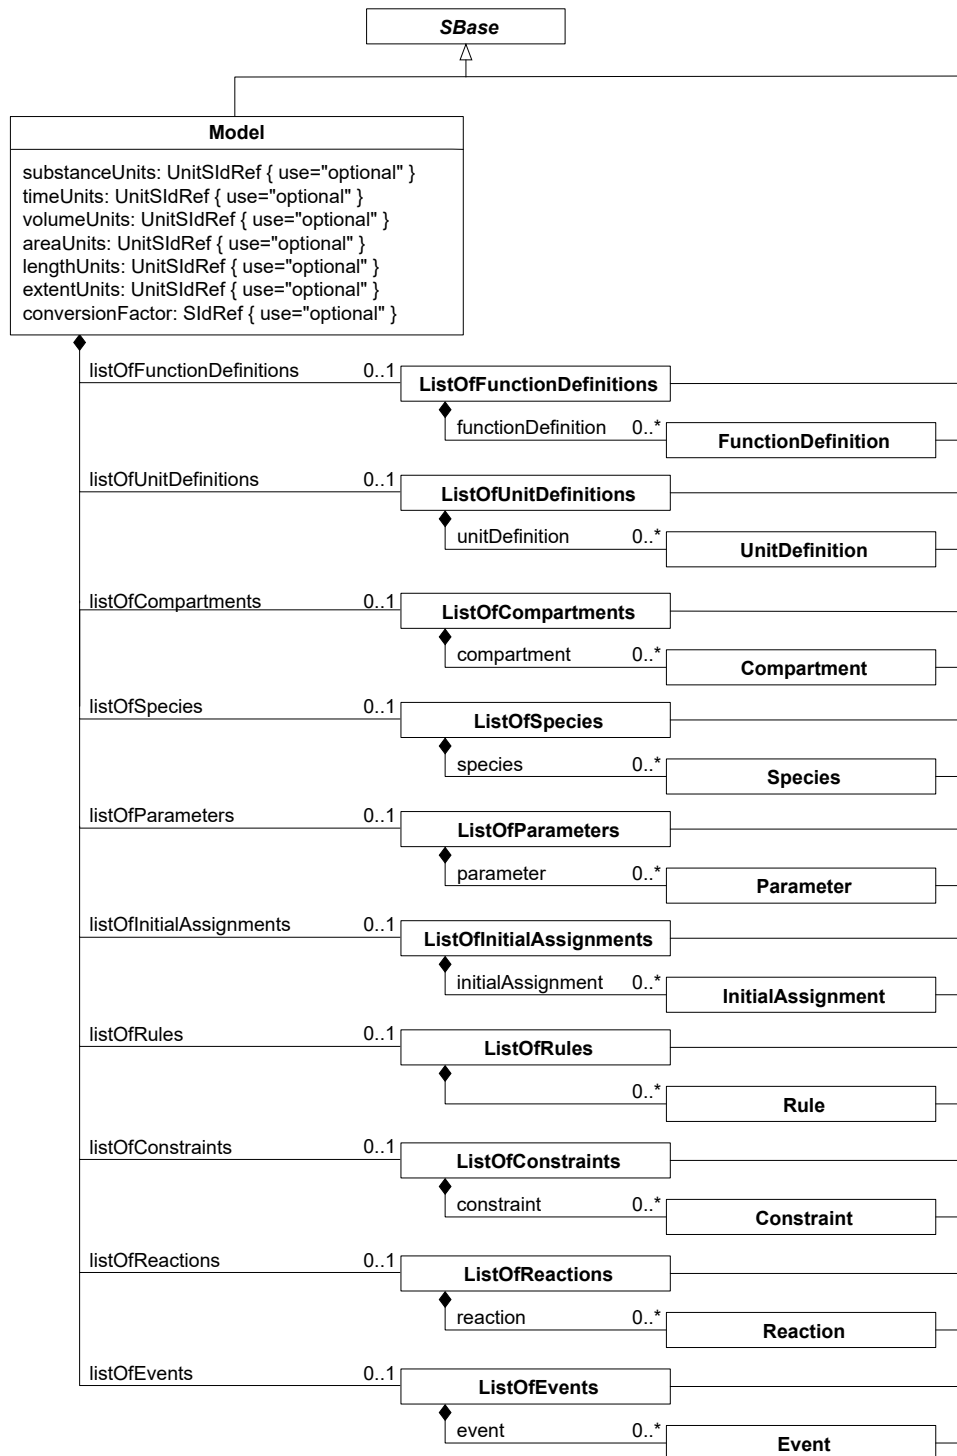 SBase
Model
substanceUnits: UnitSIdRef { use="optional" }
timeUnits: UnitSIdRef { use="optional" }
volumeUnits: UnitSIdRef { use="optional" }
areaUnits: UnitSIdRef { use="optional" }
lengthUnits: UnitSIdRef { use="optional" }
extentUnits: UnitSIdRef { use="optional" }
conversionFactor: SIdRef { use="optional" }
listOfFunctionDefinitions 0..1 ListOfFunctionDefinitions
functionDefinition 0..* FunctionDefinition
listOfUnitDefinitions 0..1 ListOfUnitDefinitions
unitDefinition 0..* UnitDefinition
listOfCompartments 0..1 ListOfCompartments
compartment 0..* Compartment
listOfSpecies 0..1 ListOfSpecies
species 0..* Species
listOfParameters 0..1 ListOfParameters
parameter 0..* Parameter
listOfInitialAssignments 0..1 ListOfInitialAssignments
initialAssignment 0..* InitialAssignment
listOfRules 0..1 ListOfRules
0..* Rule
listOfConstraints 0..1 ListOfConstraints
constraint 0..* Constraint
listOfReactions 0..1 ListOfReactions
reaction 0..* Reaction
listOfEvents 0..1 ListOfEvents
event 0..* Event